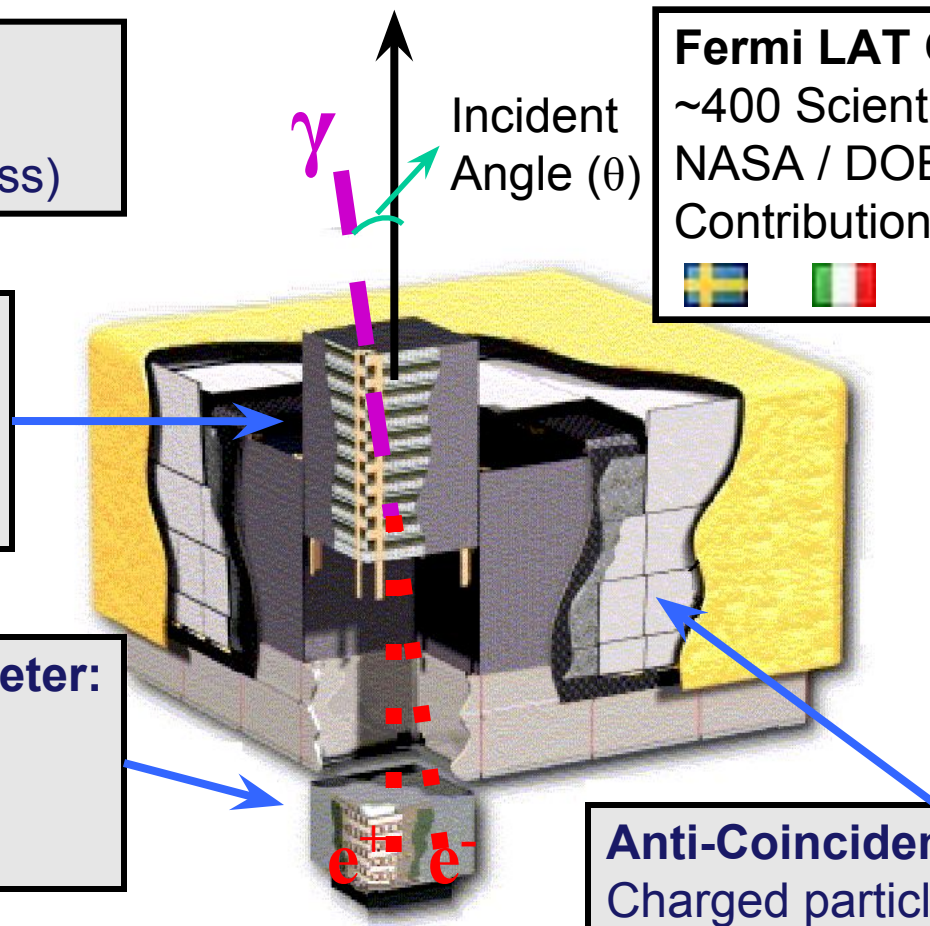 ss)
γ
Incident
Angle (θ)
Fermi LAT
~400 Scient
NASA / DOE
Contribution
eter:
e+
e-
Anti-Coinciden
Charged particl